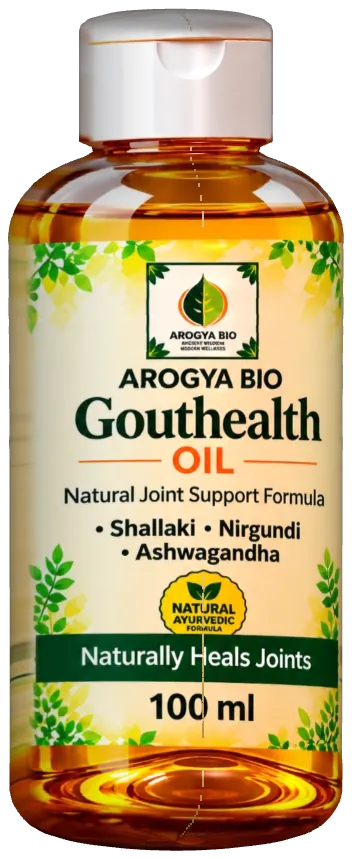 AROGYA BIO
ANCIENT WISDOM
MODERN WELLNESS
AROGYA BIO
Gouthealth
OIL
Natural Joint Support Formula
• Shallaki • Nirgundi
• Ashwagandha
NATURAL
AYURVEDIC
FORMULA
Naturally Heals Joints
100 ml